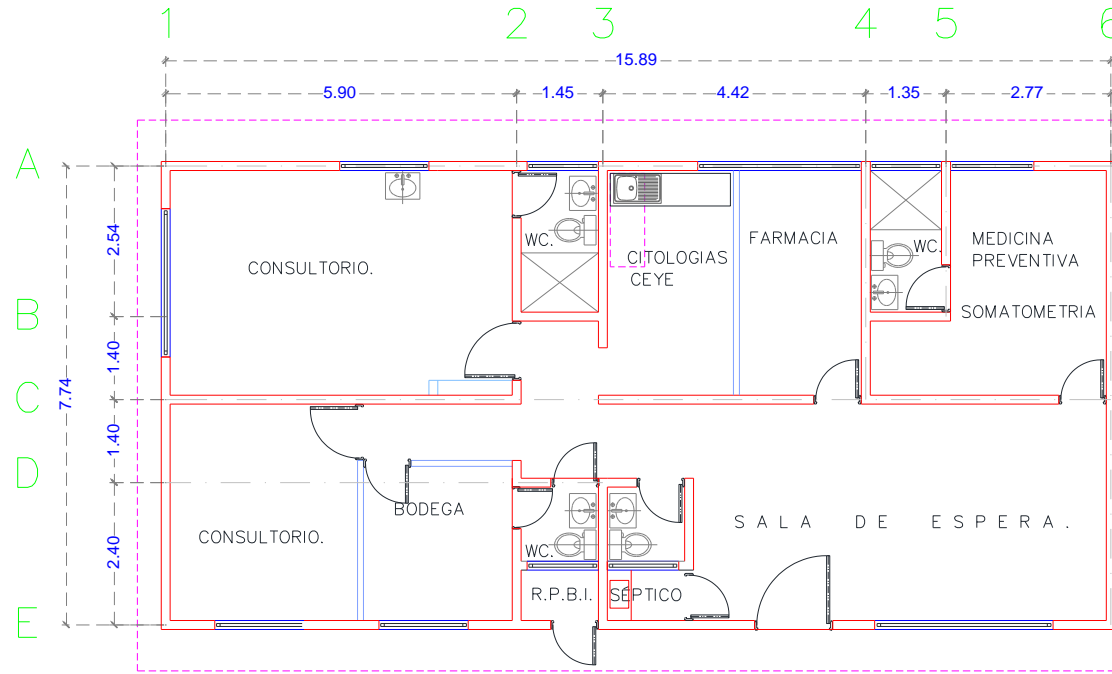 1 2 3 4 5 6
15.89
5.90 1.45 4.42 1.35 2.77
A
B
C
D
E
7.74
2.54
1.40
1.40
2.40
CONSULTORIO.
WC.
CITOLOGIAS
CEYE
FARMACIA
WC.
MEDICINA
PREVENTIVA
SOMATOMETRIA
CONSULTORIO.
BODEGA
WC.
R.P.B.I.
SÉPTICO
SALA DE ESPERA.